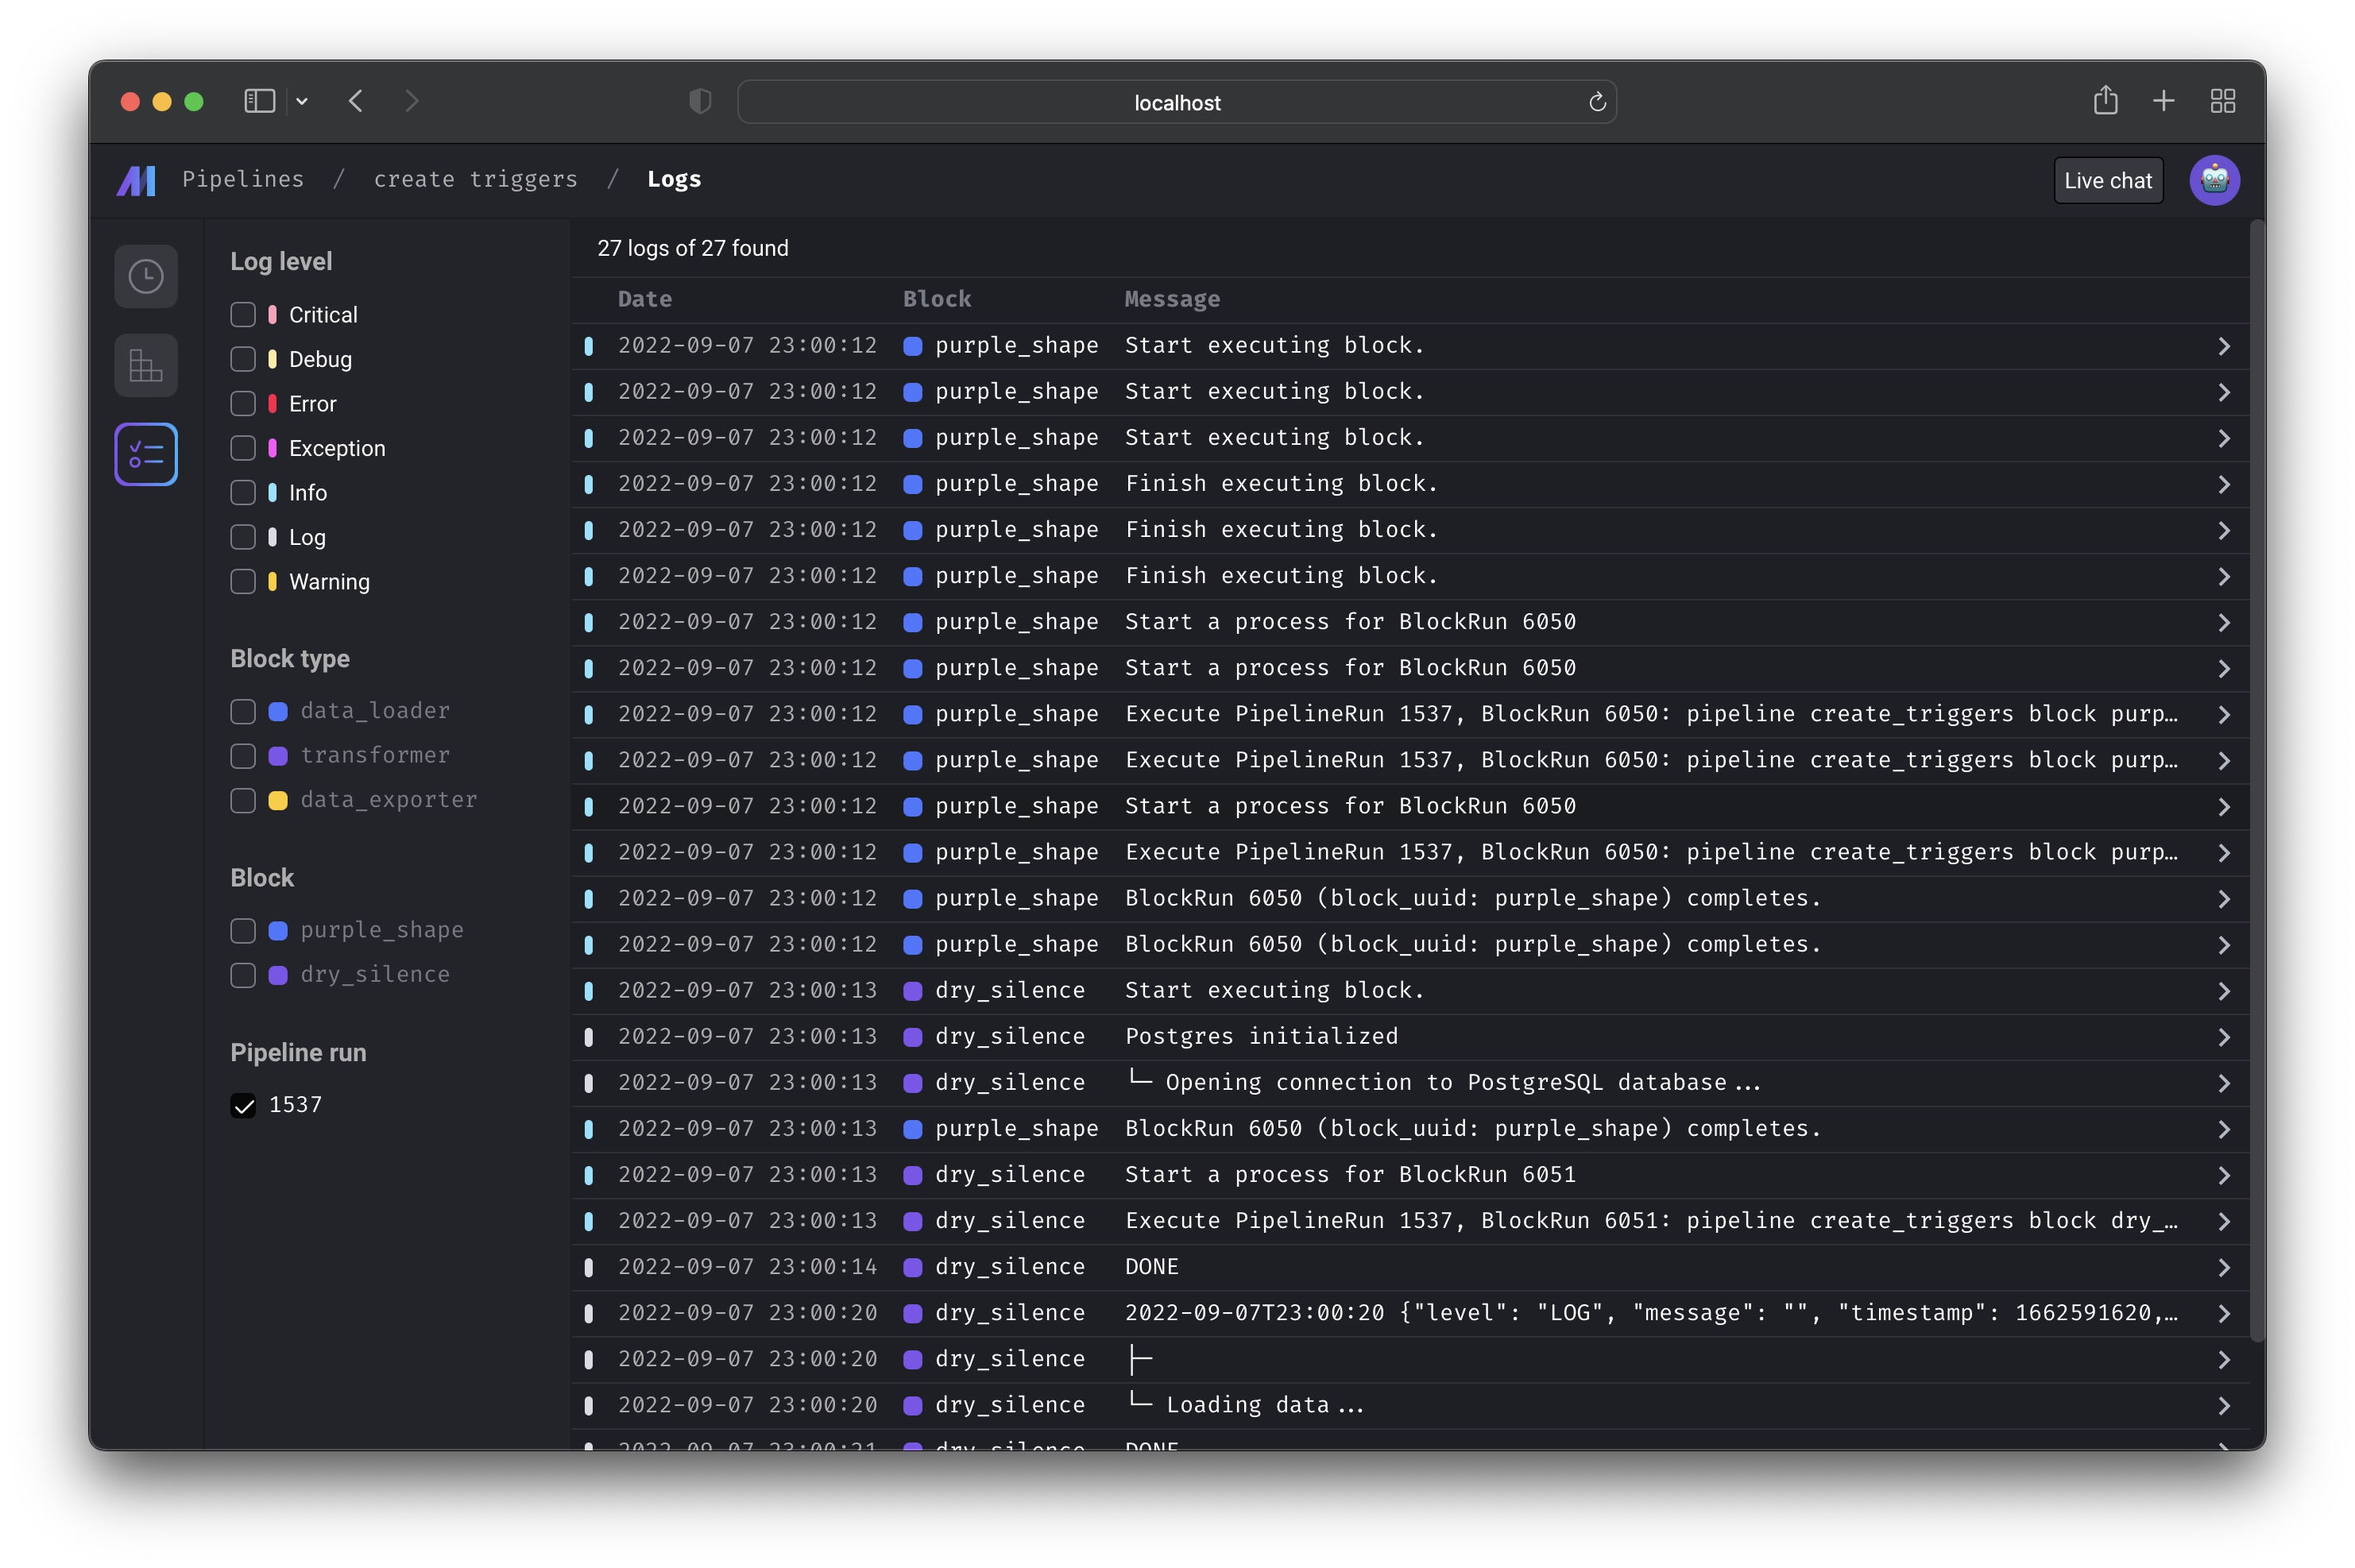 localhost
Pipelines / create triggers / Logs
Live chat
Log level
Critical
Debug
Error
Exception
Info
Log
Warning
Block type
data_loader
transformer
data_exporter
Block
purple_shape
dry_silence
Pipeline run
1537
27 logs of 27 found
Date Block Message
2022-09-07 23:00:12 purple_shape Start executing block.
2022-09-07 23:00:12 purple_shape Start executing block.
2022-09-07 23:00:12 purple_shape Start executing block.
2022-09-07 23:00:12 purple_shape Finish executing block.
2022-09-07 23:00:12 purple_shape Finish executing block.
2022-09-07 23:00:12 purple_shape Finish executing block.
2022-09-07 23:00:12 purple_shape Start a process for BlockRun 6050
2022-09-07 23:00:12 purple_shape Start a process for BlockRun 6050
2022-09-07 23:00:12 purple_shape Execute PipelineRun 1537, BlockRun 6050: pipeline create_triggers block purp…
2022-09-07 23:00:12 purple_shape Execute PipelineRun 1537, BlockRun 6050: pipeline create_triggers block purp…
2022-09-07 23:00:12 purple_shape Start a process for BlockRun 6050
2022-09-07 23:00:12 purple_shape Execute PipelineRun 1537, BlockRun 6050: pipeline create_triggers block purp…
2022-09-07 23:00:12 purple_shape BlockRun 6050 (block_uuid: purple_shape) completes.
2022-09-07 23:00:12 purple_shape BlockRun 6050 (block_uuid: purple_shape) completes.
2022-09-07 23:00:13 dry_silence Start executing block.
2022-09-07 23:00:13 dry_silence Postgres initialized
2022-09-07 23:00:13 dry_silence └─ Opening connection to PostgreSQL database...
2022-09-07 23:00:13 purple_shape BlockRun 6050 (block_uuid: purple_shape) completes.
2022-09-07 23:00:13 dry_silence Start a process for BlockRun 6051
2022-09-07 23:00:13 dry_silence Execute PipelineRun 1537, BlockRun 6051: pipeline create_triggers block dry_…
2022-09-07 23:00:14 dry_silence DONE
2022-09-07 23:00:20 dry_silence 2022-09-07T23:00:20 {"level": "LOG", "message": "", "timestamp": 1662591620,…
2022-09-07 23:00:20 dry_silence ├─
2022-09-07 23:00:20 dry_silence └─ Loading data...
2022-09-07 23:00:21 dry_silence DONE